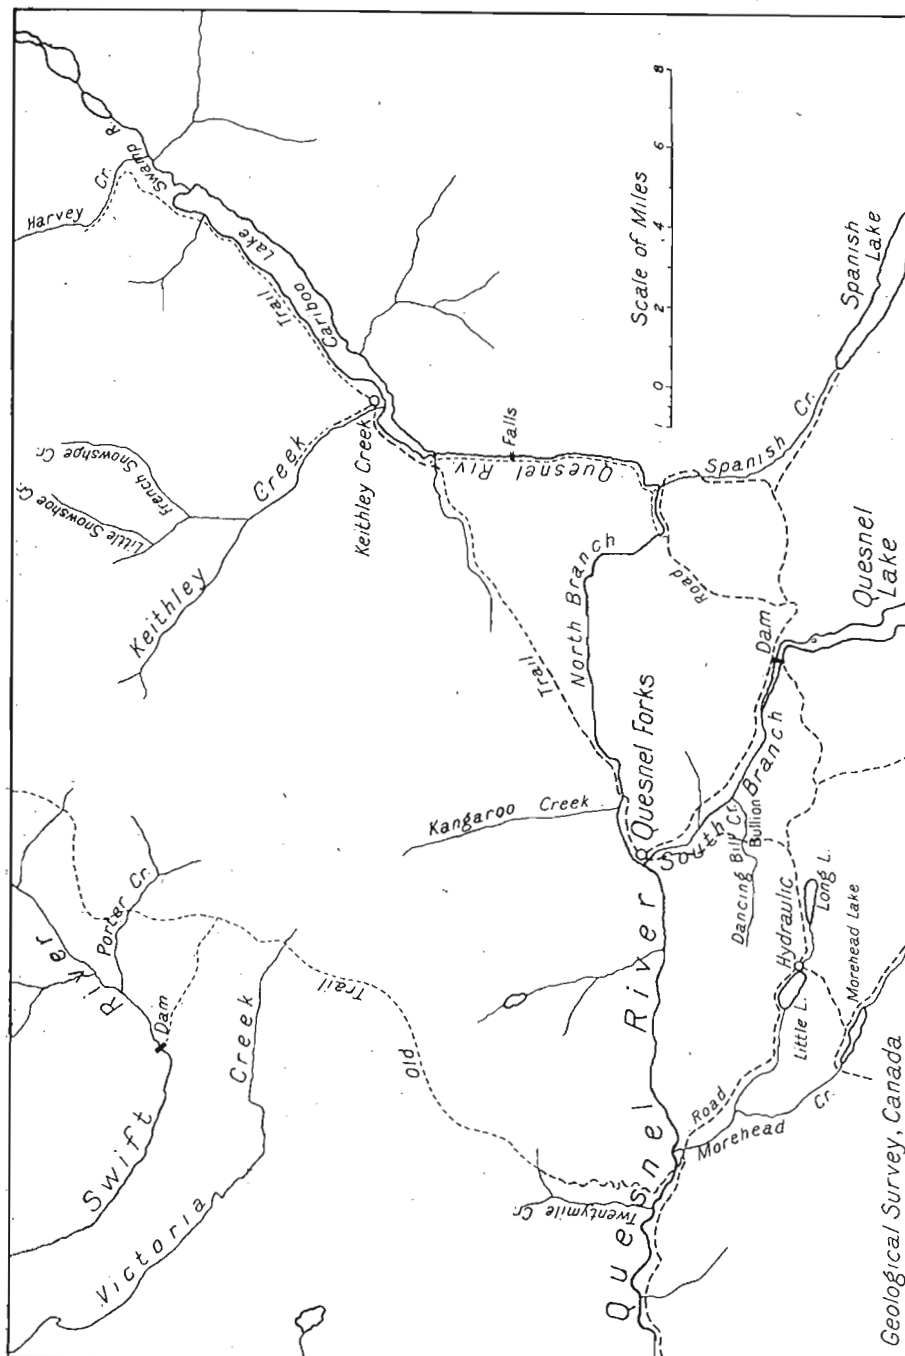 Harvey
Cr.
Swamp R.
Cariboo Lake
Trail
Scale of Miles
1 0 2 4 6 8
Little Snowshoe Cr.
French Snowshoe Cr.
Keithley Creek
Keithley Creek
Falls
Quesnel Riv.
North Branch
Spanish Cr.
Spanish
Lake
Road
Trail
Quesnel
Lake
Dam
Quesnel Forks
Kangaroo Creek
South Branch
Dancing Bill Cr.
Bullion
Hydraulic
Long L.
Little L.
Morehead Lake
Swift River
Porter Cr.
Dam
Victoria Creek
Old Trail
Quesnel River
Twentymile Cr.
Road
Morehead Cr.
Geological Survey, Canada